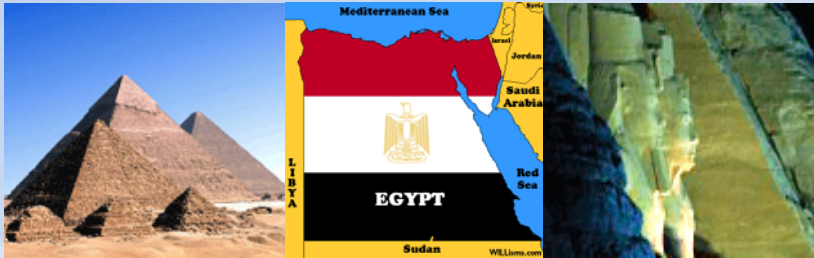 Mediterranean Sea
Syria
Israel
Jordan
Saudi
Arabia
LIBYA
Red
Sea
EGYPT
Sudan
WILLisms.com